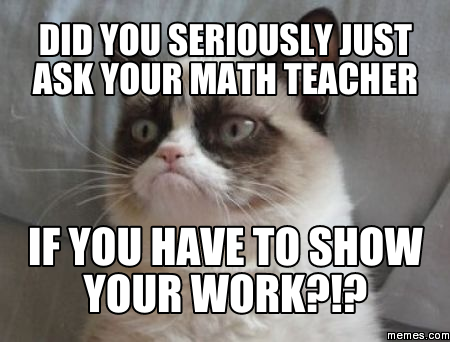 DID YOU SERIOUSLY JUST
ASK YOUR MATH TEACHER
IF YOU HAVE TO SHOW
YOUR WORK?!?
memes.com